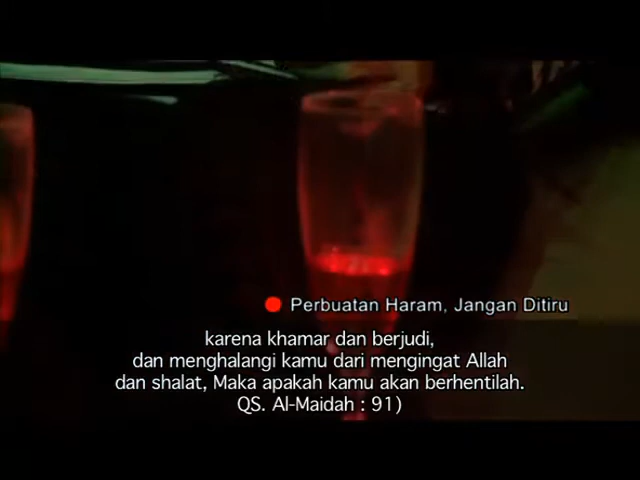 Perbuatan Haram, Jangan Ditiru
karena khamar dan berjudi,
dan menghalangi kamu dari mengingat Allah
dan shalat, Maka apakah kamu akan berhentilah.
QS. Al-Maidah : 91)